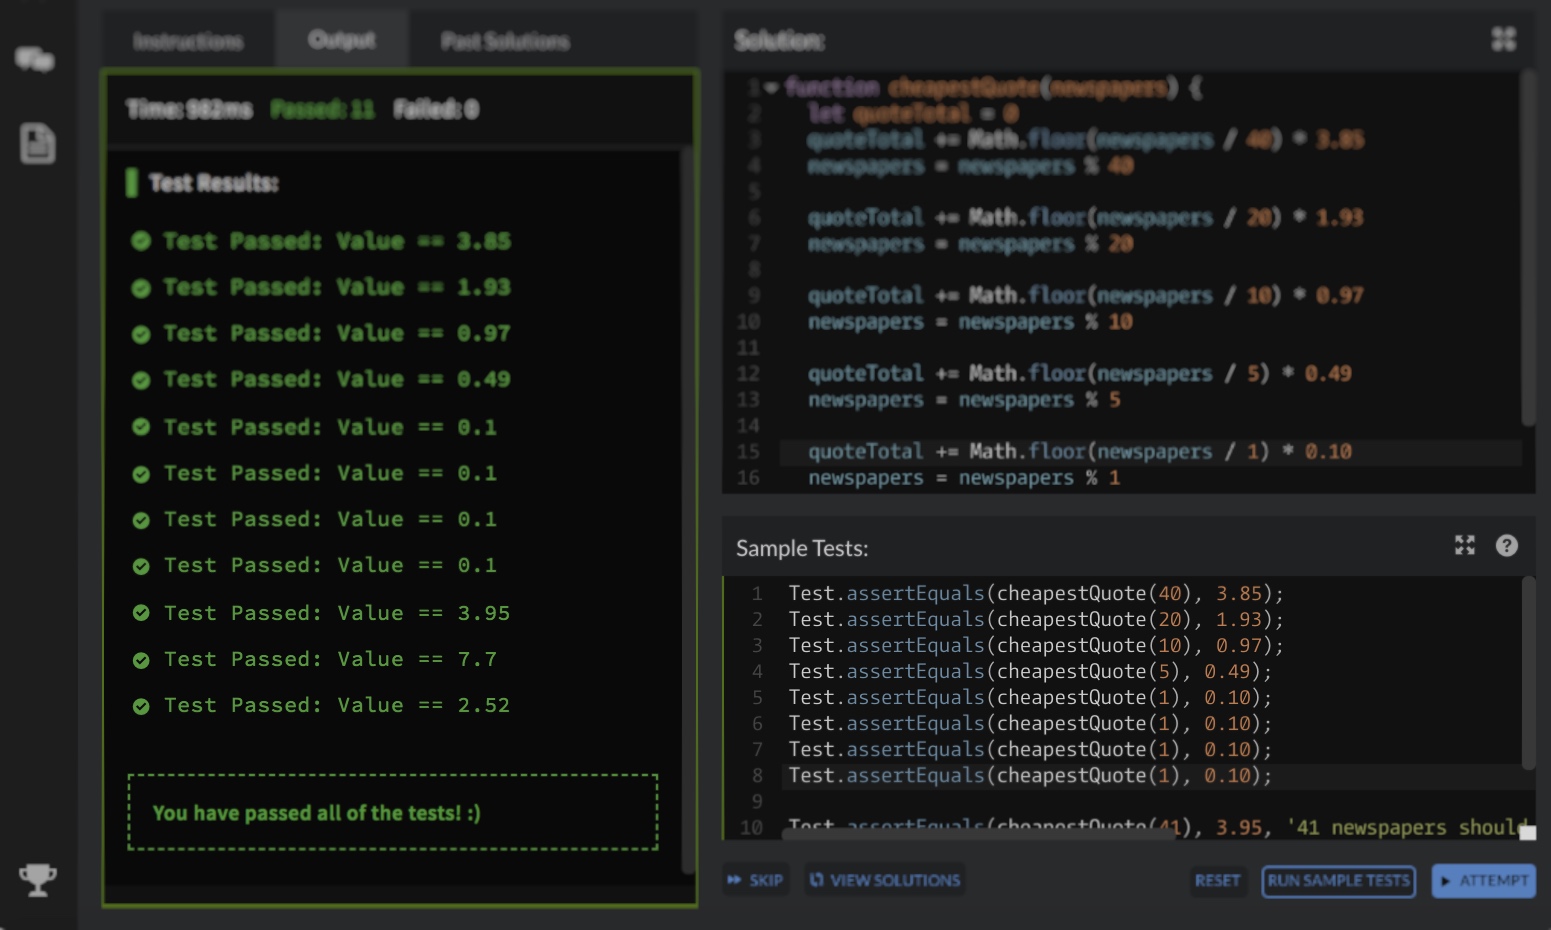 Instructions
Output
Past Solutions
Time: 982ms Passed: 11 Failed: 0
Test Results:
Test Passed: Value == 3.85
Test Passed: Value == 1.93
Test Passed: Value == 0.97
Test Passed: Value == 0.49
Test Passed: Value == 0.1
Test Passed: Value == 0.1
Test Passed: Value == 0.1
Test Passed: Value == 0.1
Test Passed: Value == 3.95
Test Passed: Value == 7.7
Test Passed: Value == 2.52
You have passed all of the tests! :)
Solution:
1 function cheapestQuote(newspapers) {
2 let quoteTotal = 0
3 quoteTotal += Math.floor(newspapers / 40) * 3.85
4 newspapers = newspapers % 40
5
6 quoteTotal += Math.floor(newspapers / 20) * 1.93
7 newspapers = newspapers % 20
8
9 quoteTotal += Math.floor(newspapers / 10) * 0.97
10 newspapers = newspapers % 10
11
12 quoteTotal += Math.floor(newspapers / 5) * 0.49
13 newspapers = newspapers % 5
14
15 quoteTotal += Math.floor(newspapers / 1) * 0.10
16 newspapers = newspapers % 1
Sample Tests:
1 Test.assertEquals(cheapestQuote(40), 3.85);
2 Test.assertEquals(cheapestQuote(20), 1.93);
3 Test.assertEquals(cheapestQuote(10), 0.97);
4 Test.assertEquals(cheapestQuote(5), 0.49);
5 Test.assertEquals(cheapestQuote(1), 0.10);
6 Test.assertEquals(cheapestQuote(1), 0.10);
7 Test.assertEquals(cheapestQuote(1), 0.10);
8 Test.assertEquals(cheapestQuote(1), 0.10);
9
10 Test.assertEquals(cheapestQuote(41), 3.95, '41 newspapers should
SKIP
VIEW SOLUTIONS
RESET
RUN SAMPLE TESTS
ATTEMPT